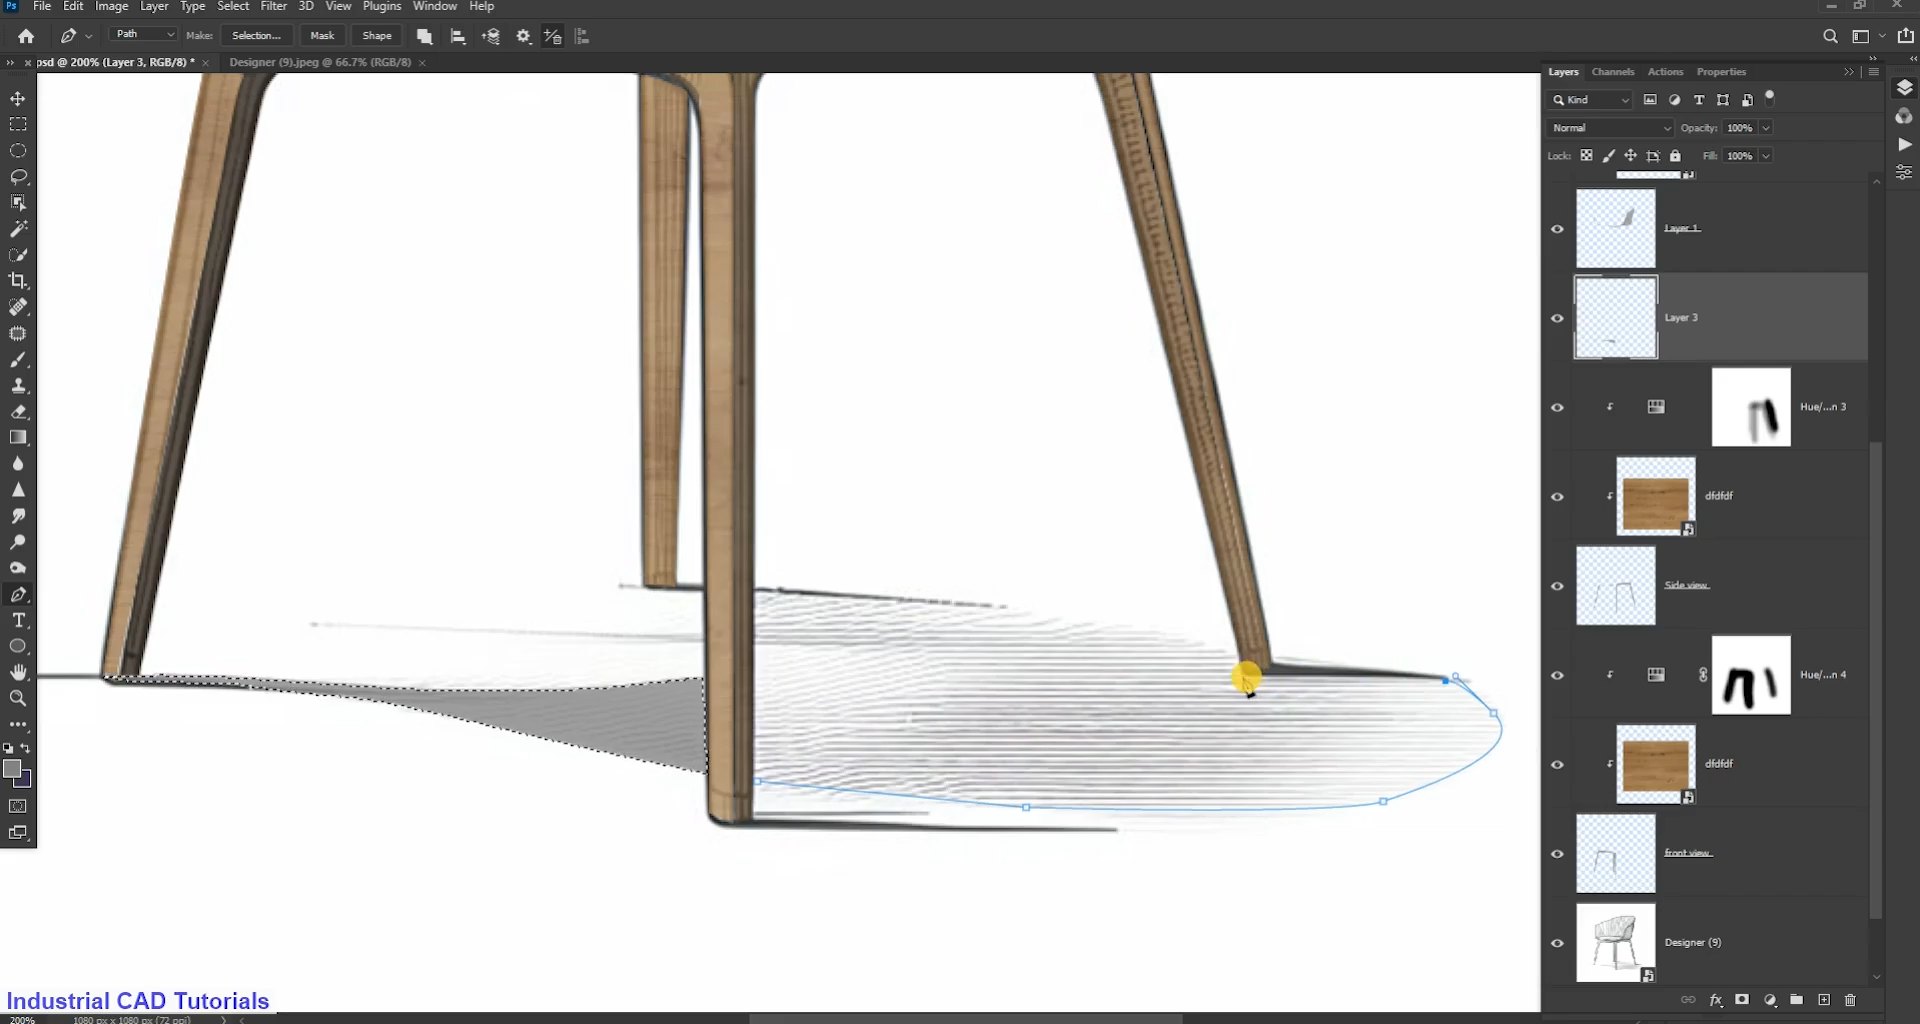 Ps File Edit Image Layer Type Select Filter 3D View Plugins Window Help
Path Make: Selection... Mask Shape
psd @ 200% (Layer 3, RGB/8) * × Designer (9).jpeg @ 66.7% (RGB/8) ×
Layers Channels Actions Properties
Kind
Normal Opacity: 100%
Lock: Fill: 100%
Layer 1
Layer 3
Hue/...n 3
dfdfdf
Side view
Hue/...n 4
dfdfdf
front view
Designer (9)
fx
Industrial CAD Tutorials
200% 1080 px x 1080 px (72 ppi)